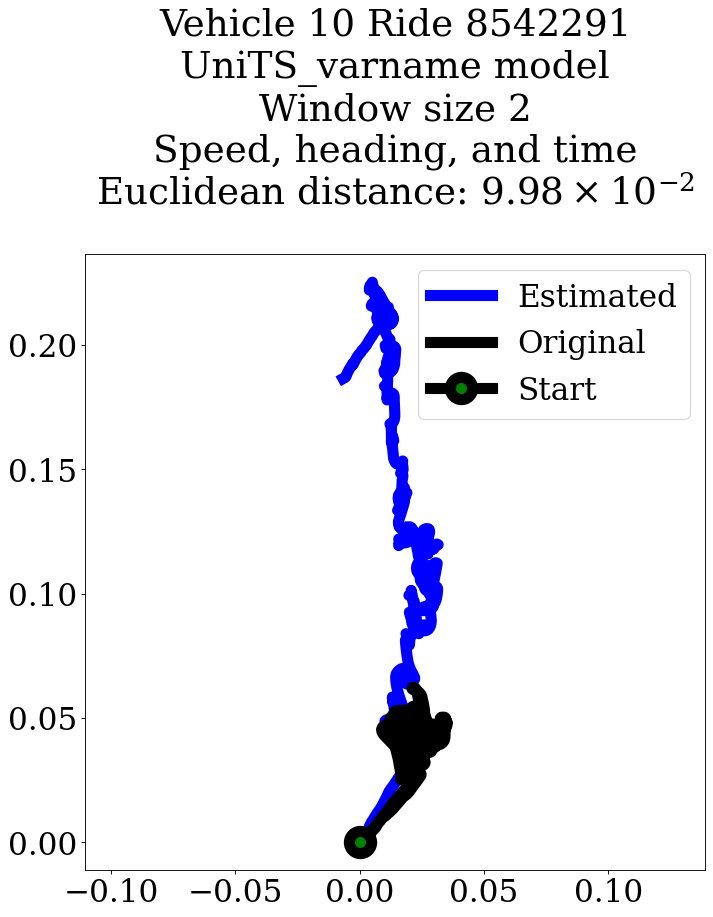 Vehicle 10 Ride 8542291
UniTS_varname model
Window size 2
Speed, heading, and time
Euclidean distance: 9.98 × 10⁻²
Estimated
Original
Start
0.20
0.15
0.10
0.05
0.00
−0.10 −0.05 0.00 0.05 0.10